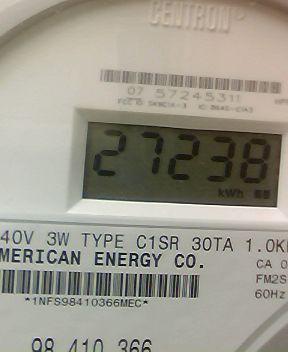 CENTRON
07 57245311
27238
kWh
40V 3W TYPE C1SR 30TA 1.0K
MERICAN ENERGY CO.
CA 0
FM2S
60Hz
*1NFS98410366MEC*
98 410 366